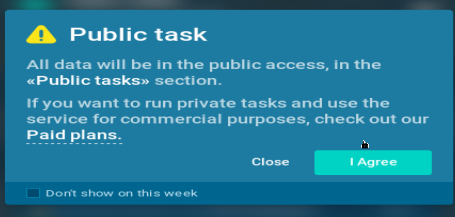 Public task
All data will be in the public access, in the
«Public tasks» section.
If you want to run private tasks and use the
service for commercial purposes, check out our
Paid plans.
Close
I Agree
Don't show on this week